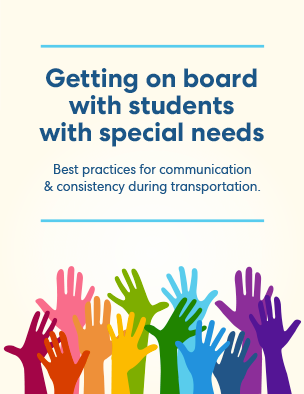 Getting on board
with students
with special needs
Best practices for communication
& consistency during transportation.